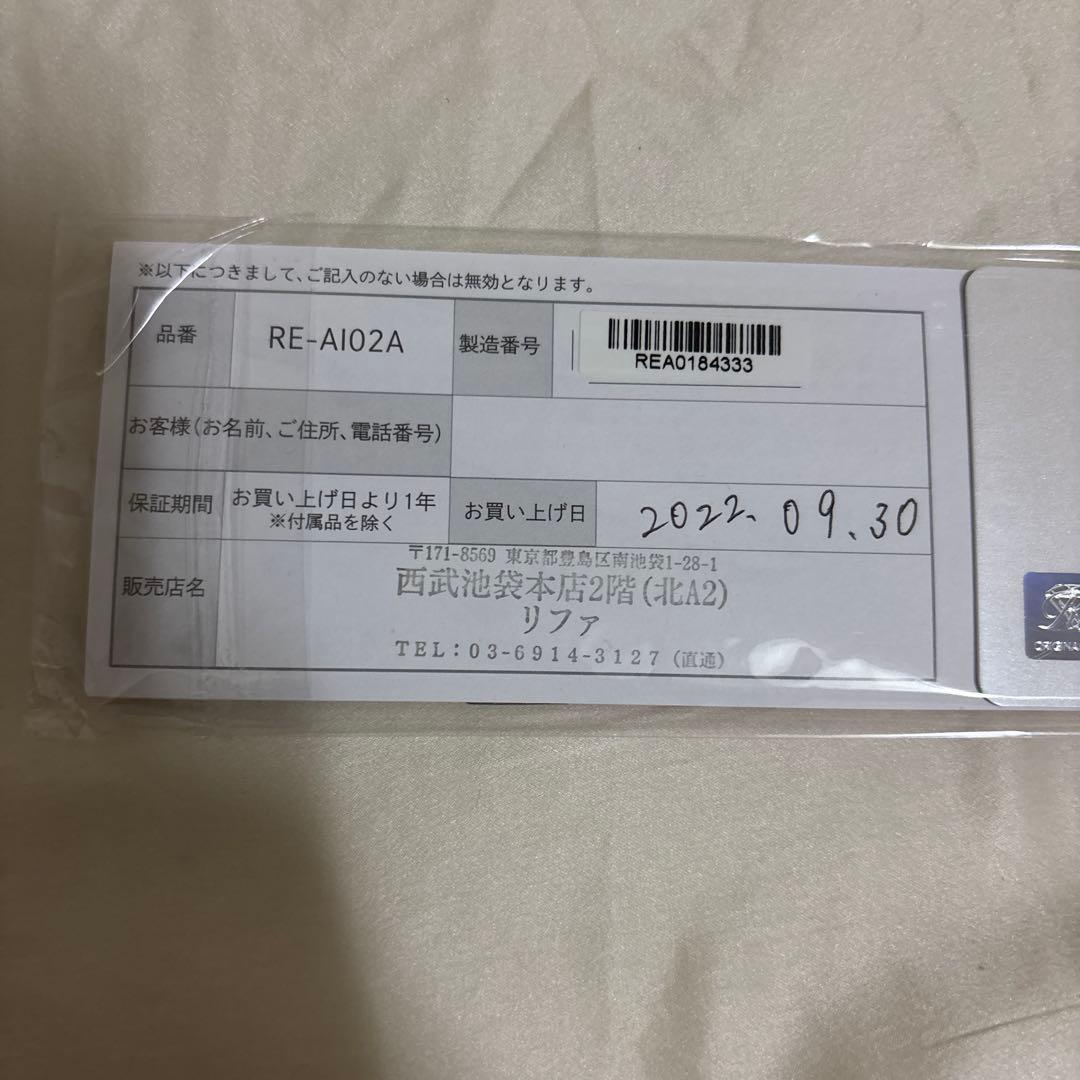 ※以下につきまして、ご記入のない場合は無効となります。
品番 RE-AI02A 製造番号 REA0184333
お客様(お名前、ご住所、電話番号)
保証期間 お買い上げ日より1年 ※付属品を除く お買い上げ日 2022.09.30
販売店名
〒171-8569 東京都豊島区南池袋1-28-1
西武池袋本店2階(北A2)
リファ
TEL:03-6914-3127 (直通)
ORIGINA